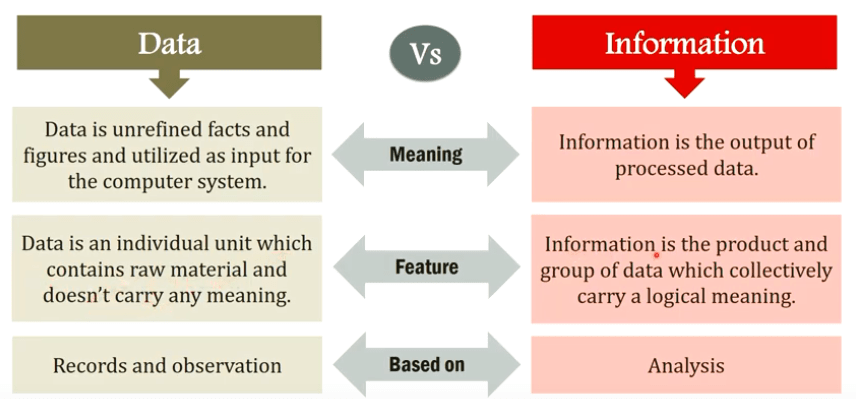 Data
Vs
Information
Data is unrefined facts and
figures and utilized as input for
the computer system.
Meaning
Information is the output of
processed data.
Data is an individual unit which
contains raw material and
doesn't carry any meaning.
Feature
Information is the product and
group of data which collectively
carry a logical meaning.
Records and observation
Based on
Analysis